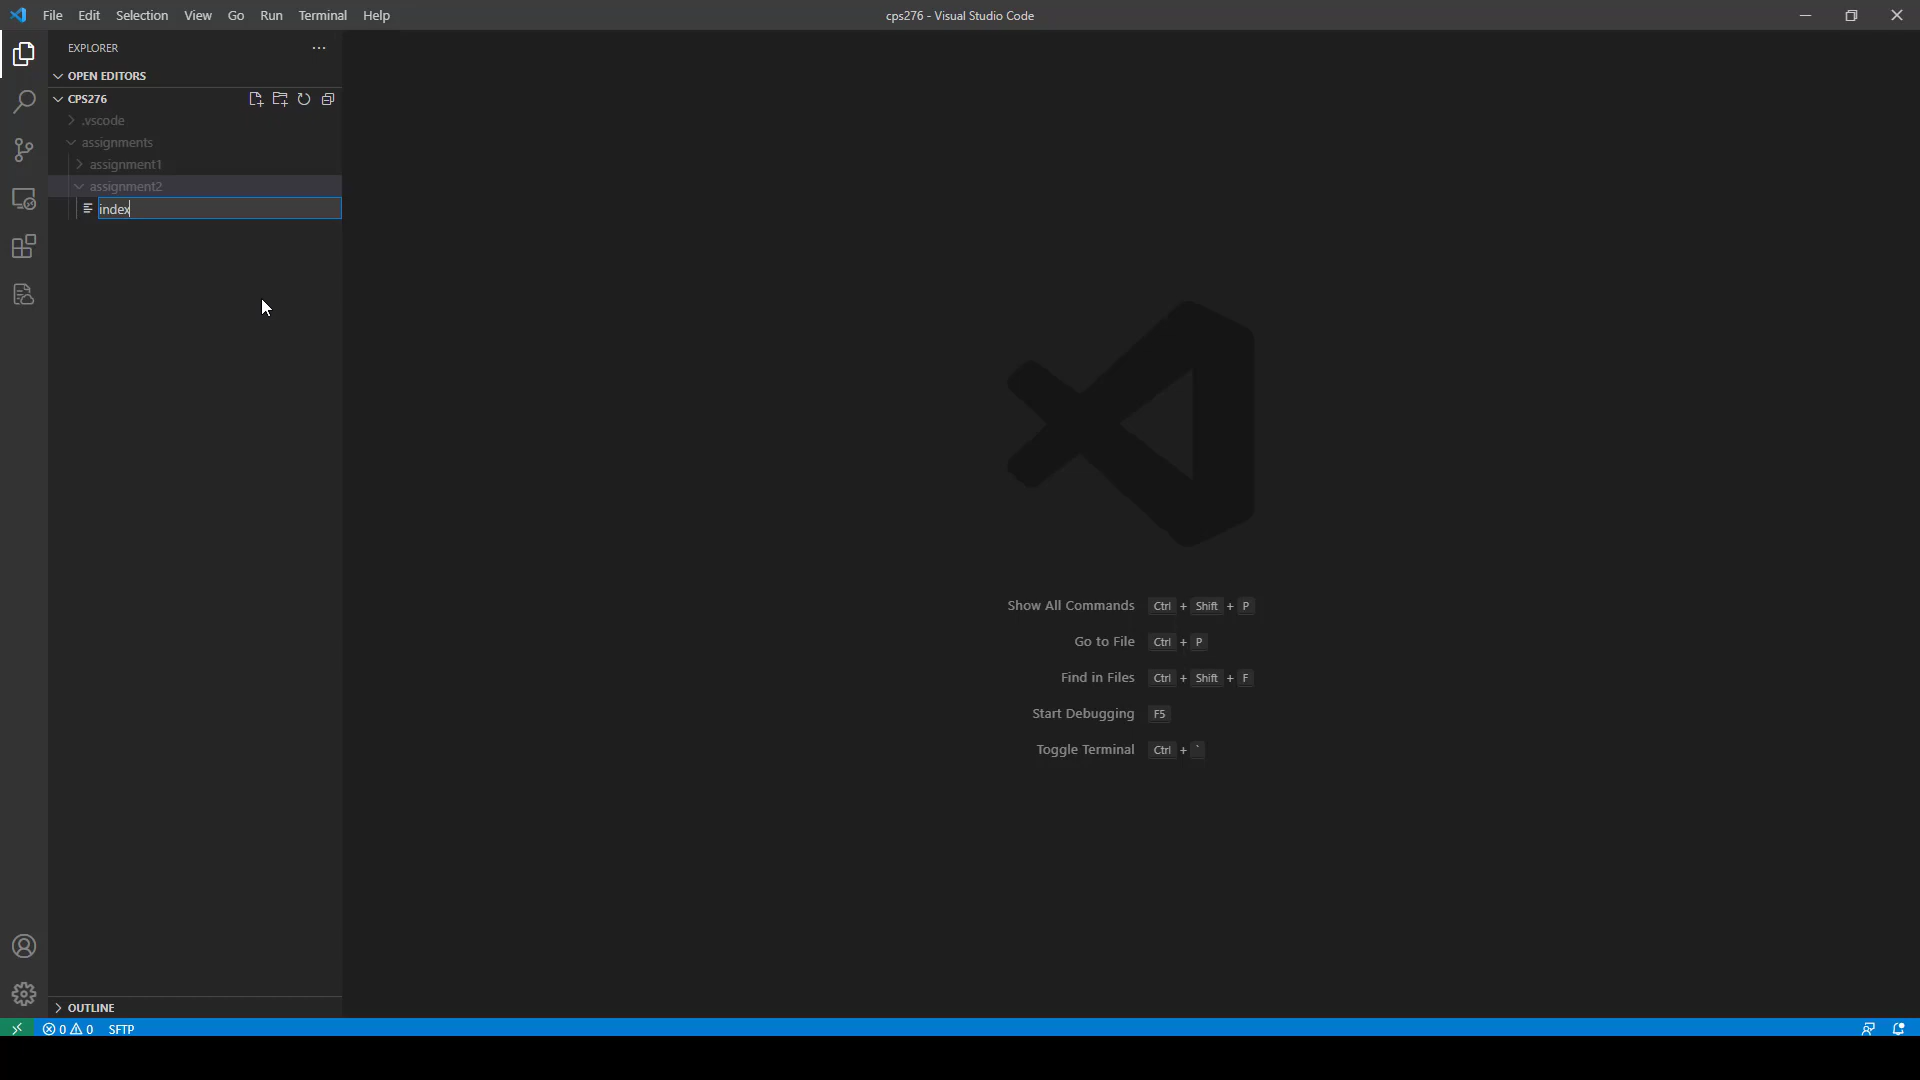 File Edit Selection View Go Run Terminal Help cps276 - Visual Studio Code
EXPLORER
OPEN EDITORS
CPS276
.vscode
assignments
assignment1
assignment2
index
Show All Commands Ctrl + Shift + P
Go to File Ctrl + P
Find in Files Ctrl + Shift + F
Start Debugging F5
Toggle Terminal Ctrl + `
OUTLINE
0 0 SFTP